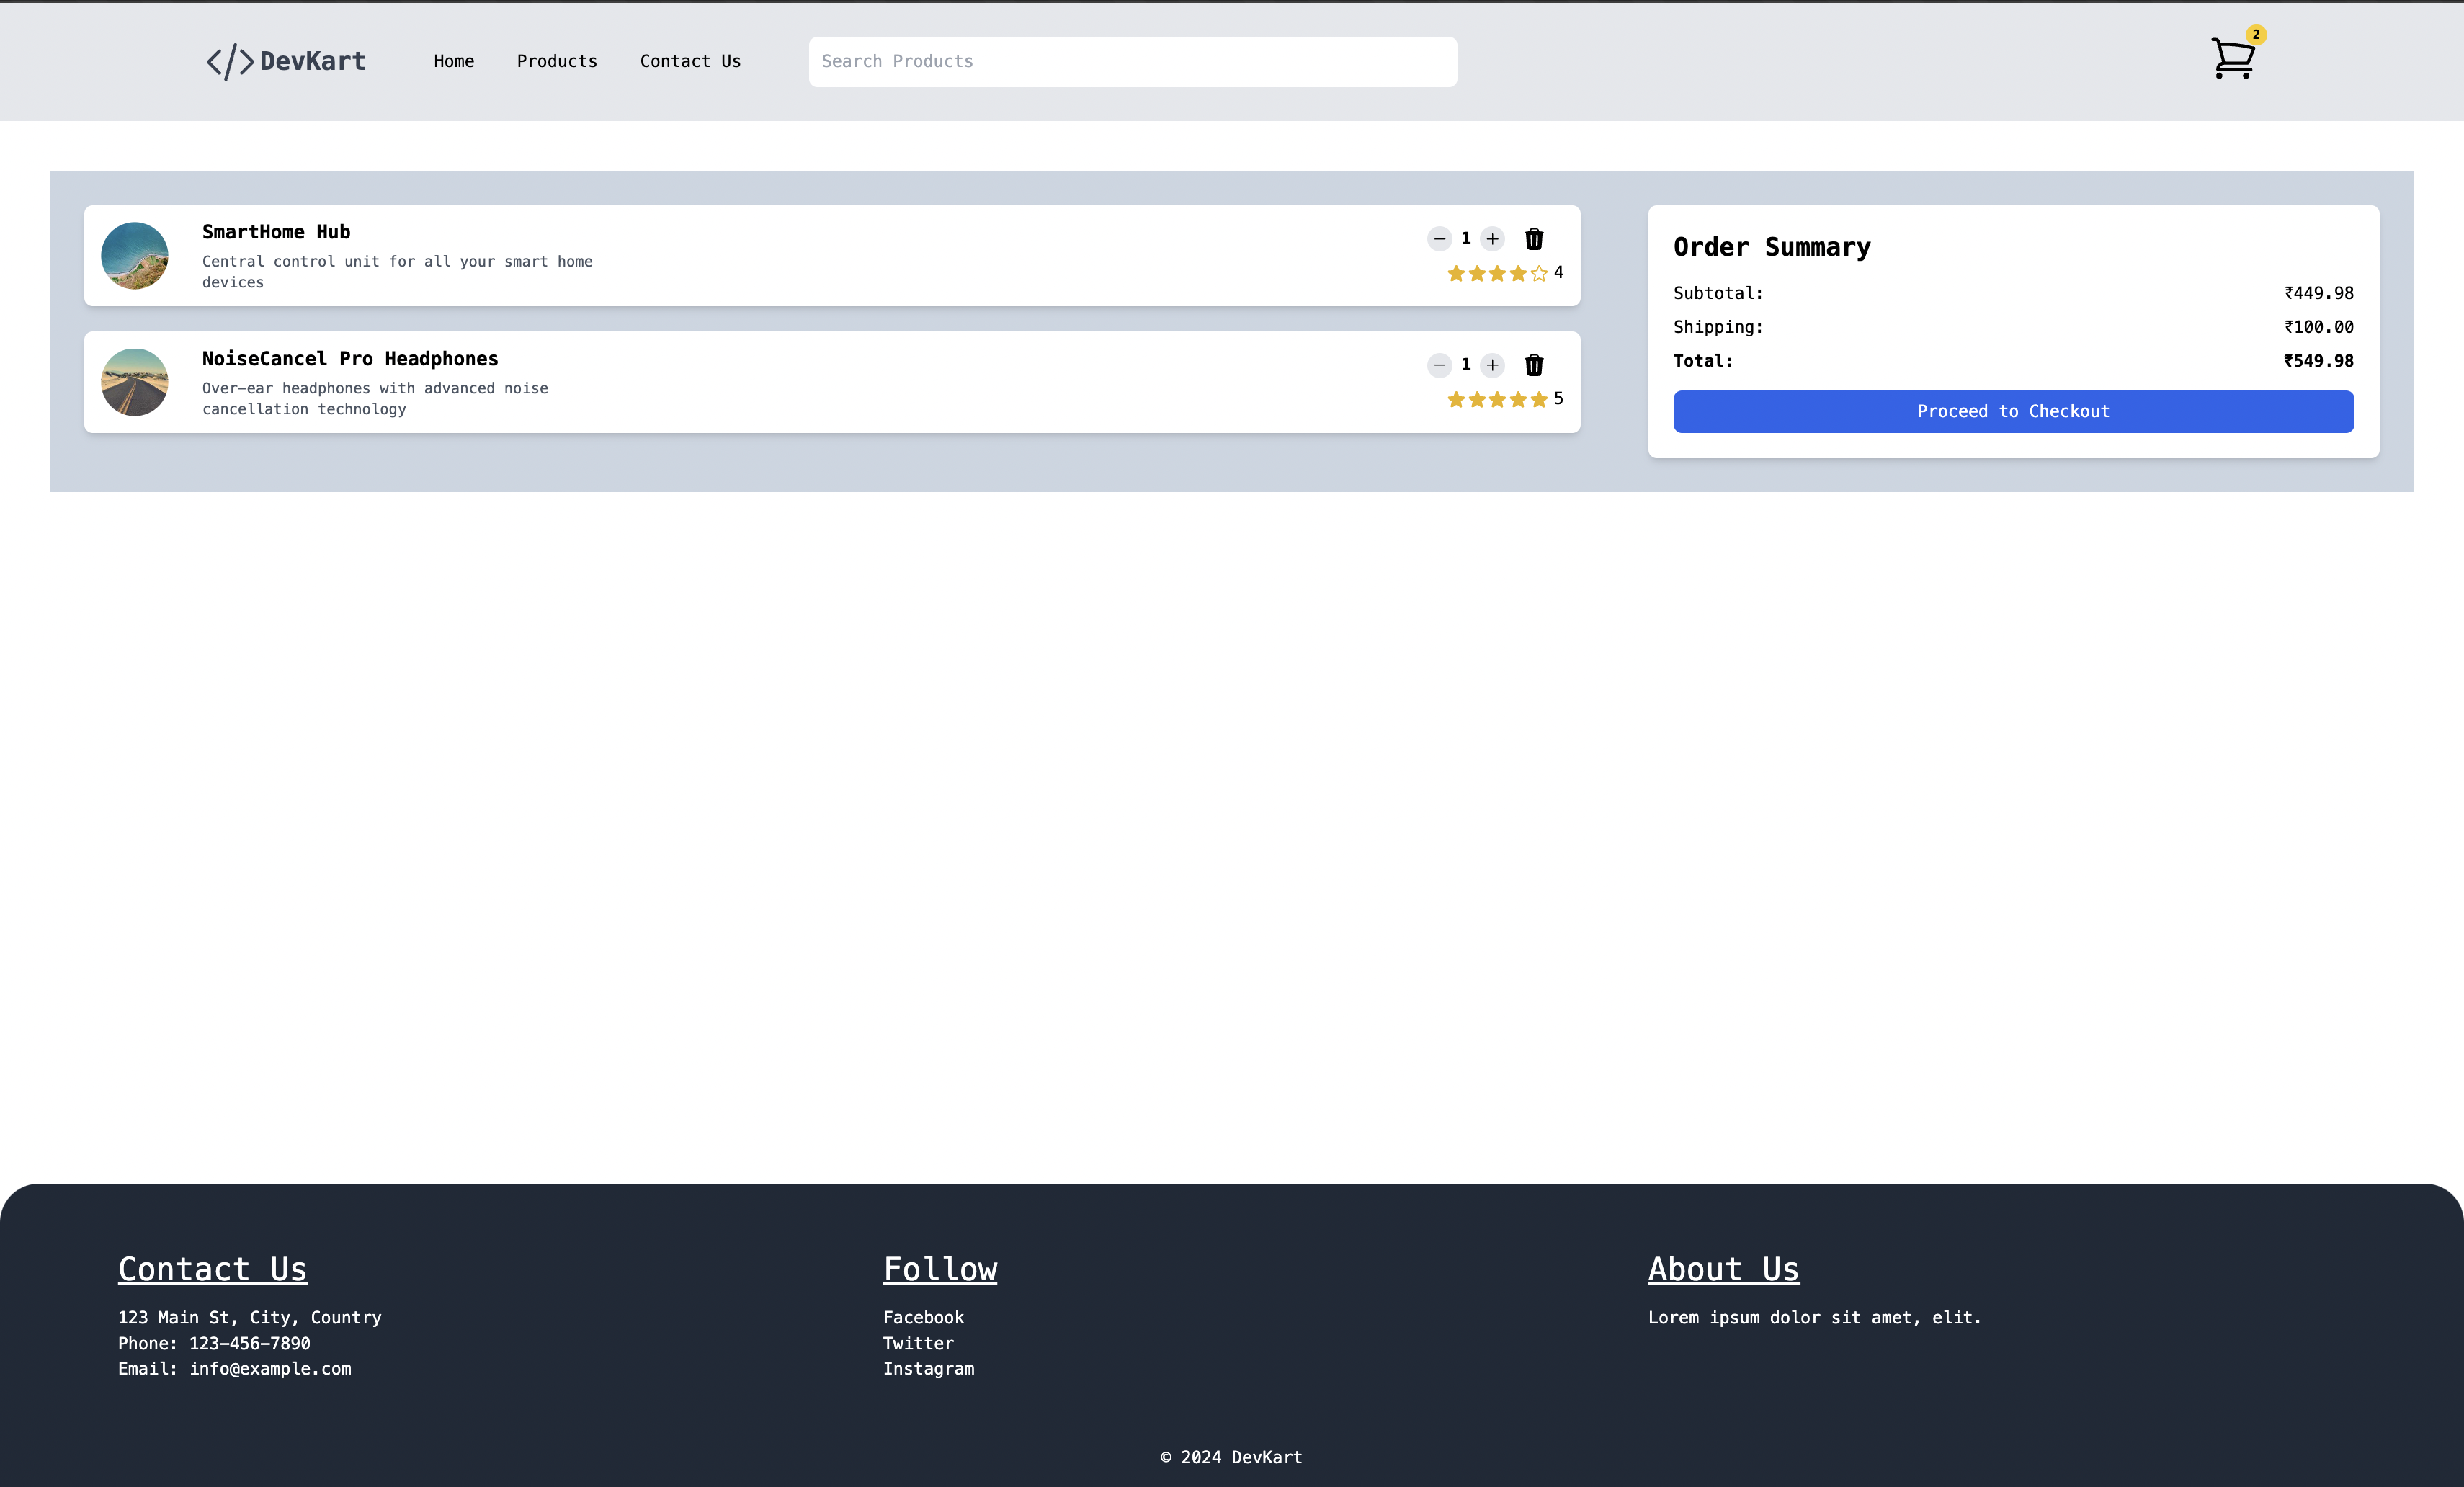 </>DevKart
Home
Products
Contact Us
Search Products
2
SmartHome Hub
Central control unit for all your smart home
devices
− 1 +
4
NoiseCancel Pro Headphones
Over-ear headphones with advanced noise
cancellation technology
− 1 +
5
Order Summary
Subtotal: ₹449.98
Shipping: ₹100.00
Total: ₹549.98
Proceed to Checkout
Contact Us
123 Main St, City, Country
Phone: 123-456-7890
Email: info@example.com
Follow
Facebook
Twitter
Instagram
About Us
Lorem ipsum dolor sit amet, elit.
© 2024 DevKart